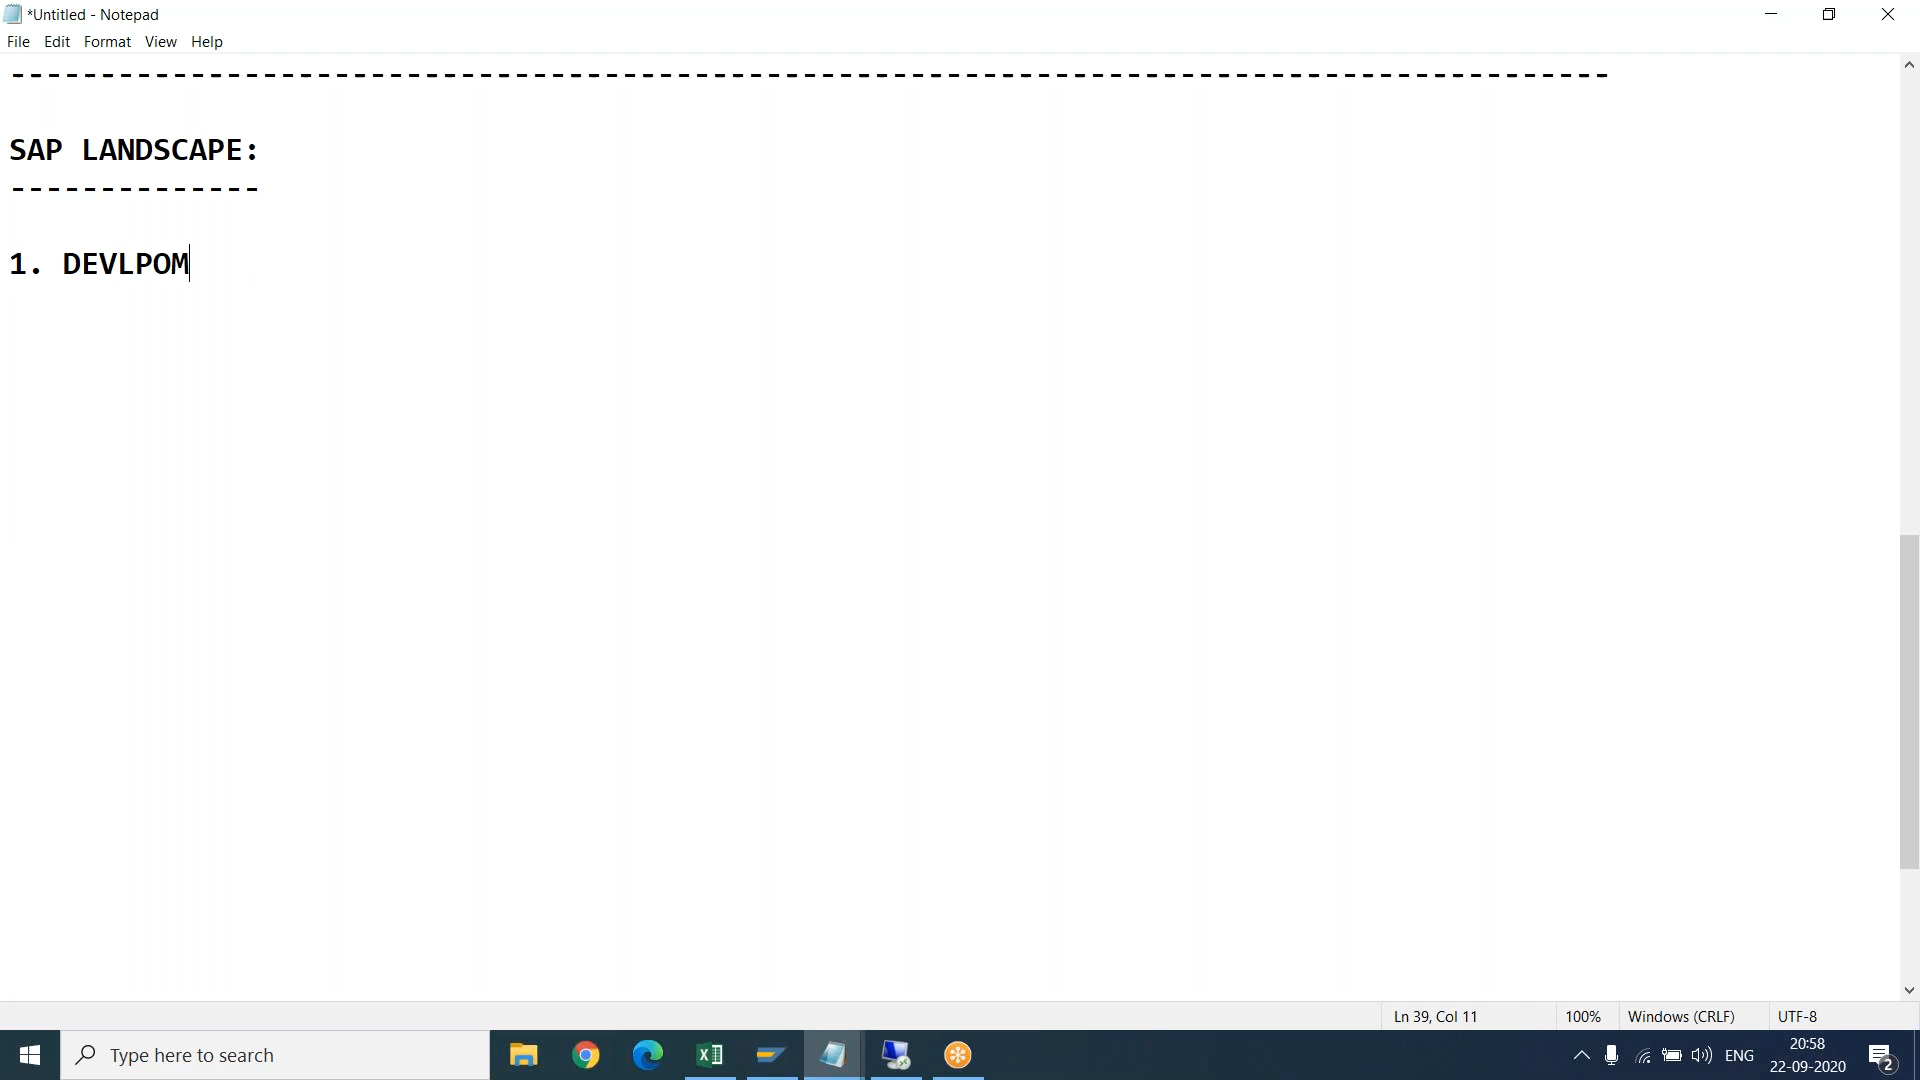 *Untitled - Notepad
File Edit Format View Help
-----------------------------------------------------------------------------------------
SAP LANDSCAPE:
--------------
1. DEVLPOM
Ln 39, Col 11 100% Windows (CRLF) UTF-8
Type here to search
ENG
20:58
22-09-2020
2